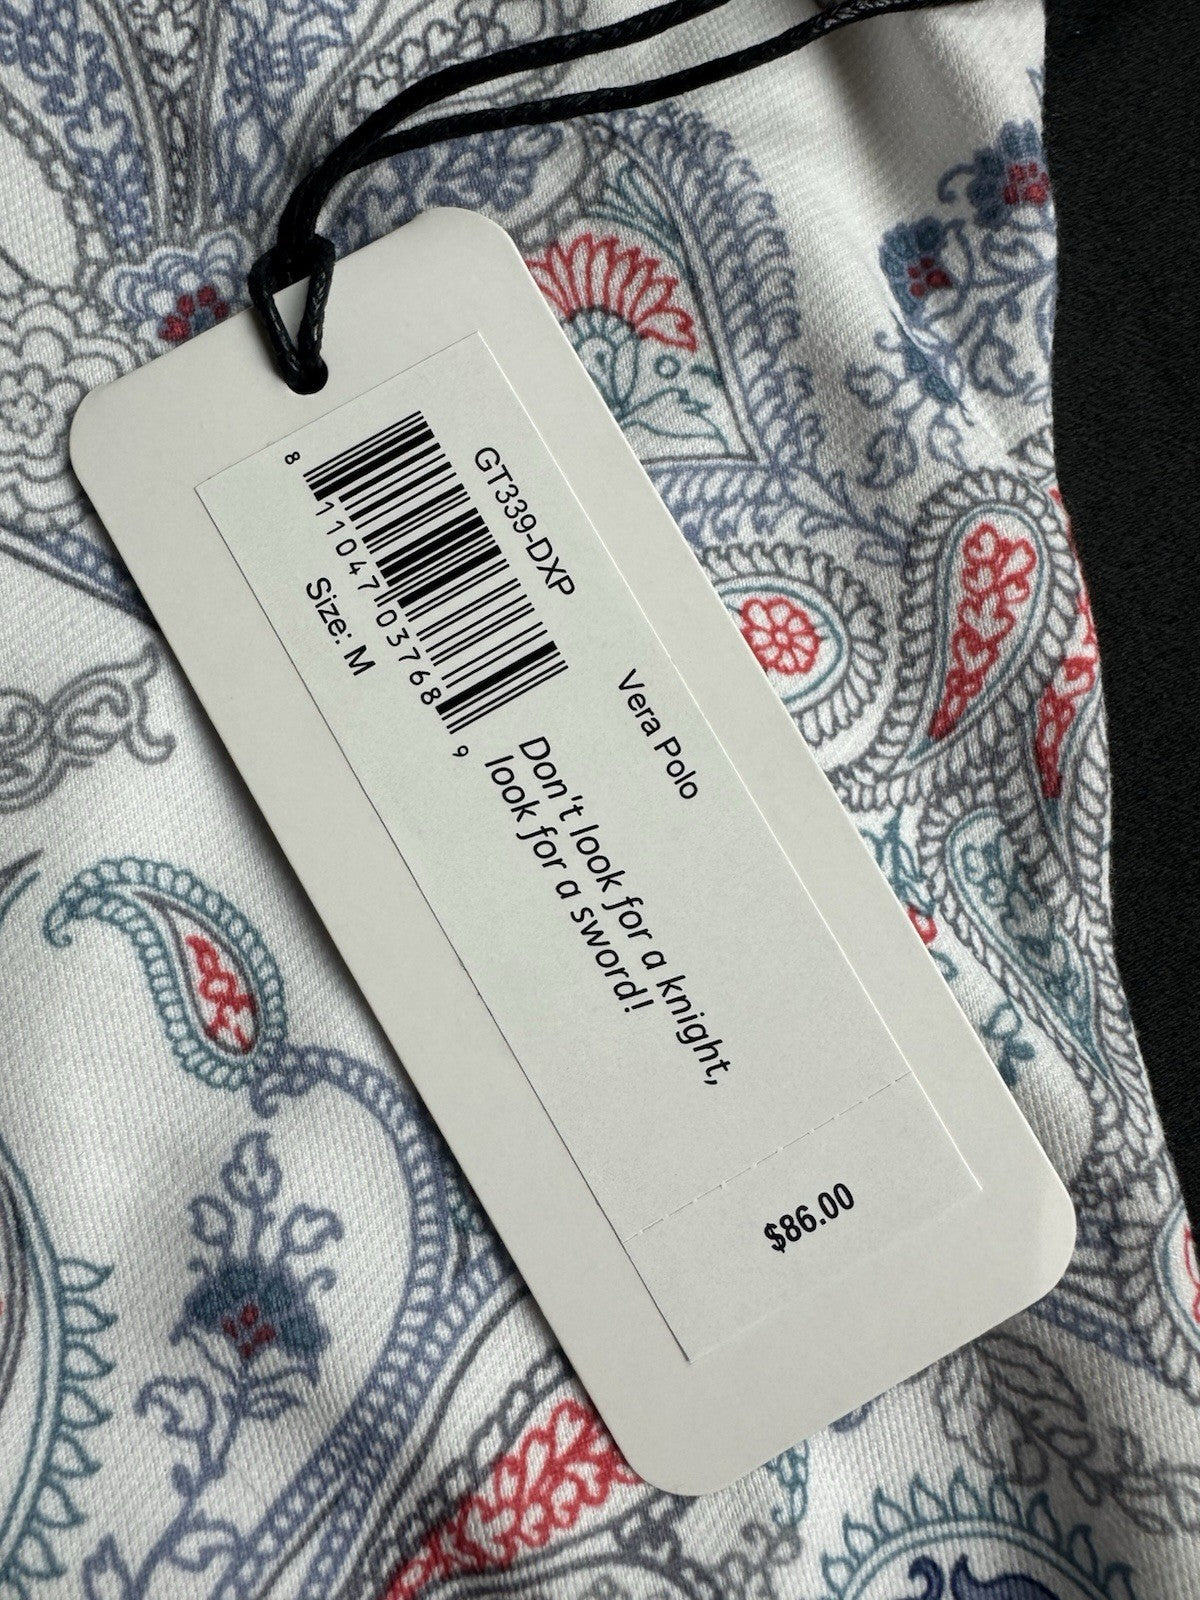 GT339-DXP
8 11047 03768 9
Size: M
Vera Polo
Don't look for a knight,
look for a sword!
$86.00